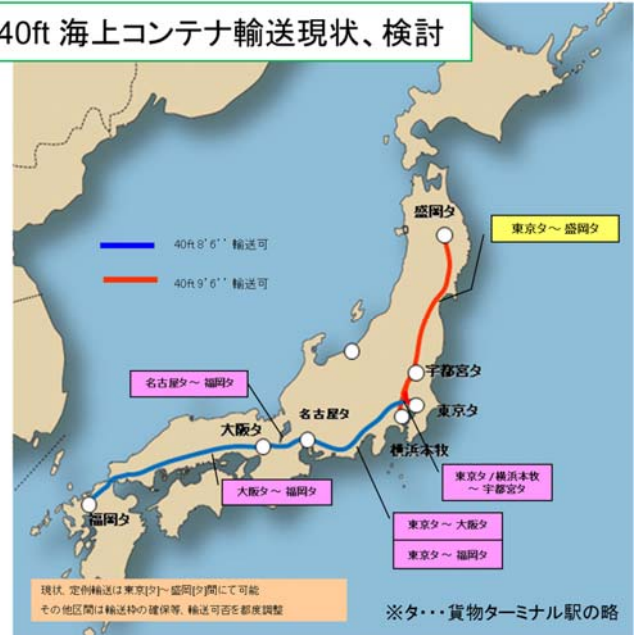 40ft 海上コンテナ輸送現状、検討
盛岡タ
東京タ～ 盛岡タ
40ft 8'6'' 輸送可
40ft 9'6'' 輸送可
宇都宮タ
名古屋タ～ 福岡タ
名古屋タ
東京タ
大阪タ
横浜本牧
東京タ/横浜本牧
～ 宇都宮タ
大阪タ～ 福岡タ
福岡タ
東京タ～ 大阪タ
東京タ～ 福岡タ
現状、定例輸送は東京[タ]～盛岡[タ]間にて可能
その他区間は輸送枠の確保等、輸送可否を都度調整
※タ・・・貨物ターミナル駅の略